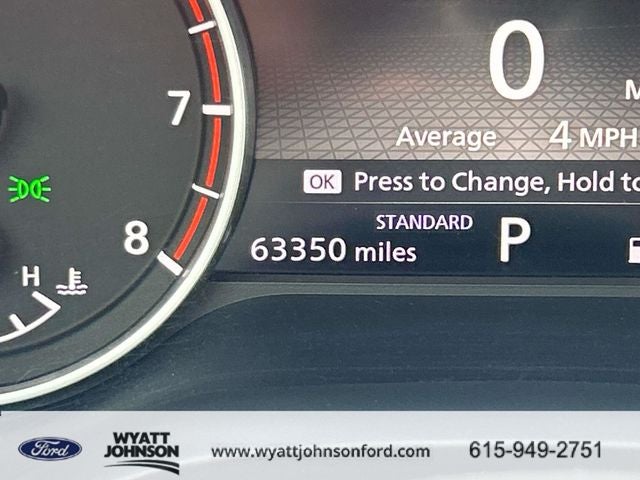 0
M
7
Average 4 MPH
OK Press to Change, Hold to
STANDARD
8
63350 miles
P
H
Ford
WYATT
JOHNSON
www.wyattjohnsonford.com
615-949-2751